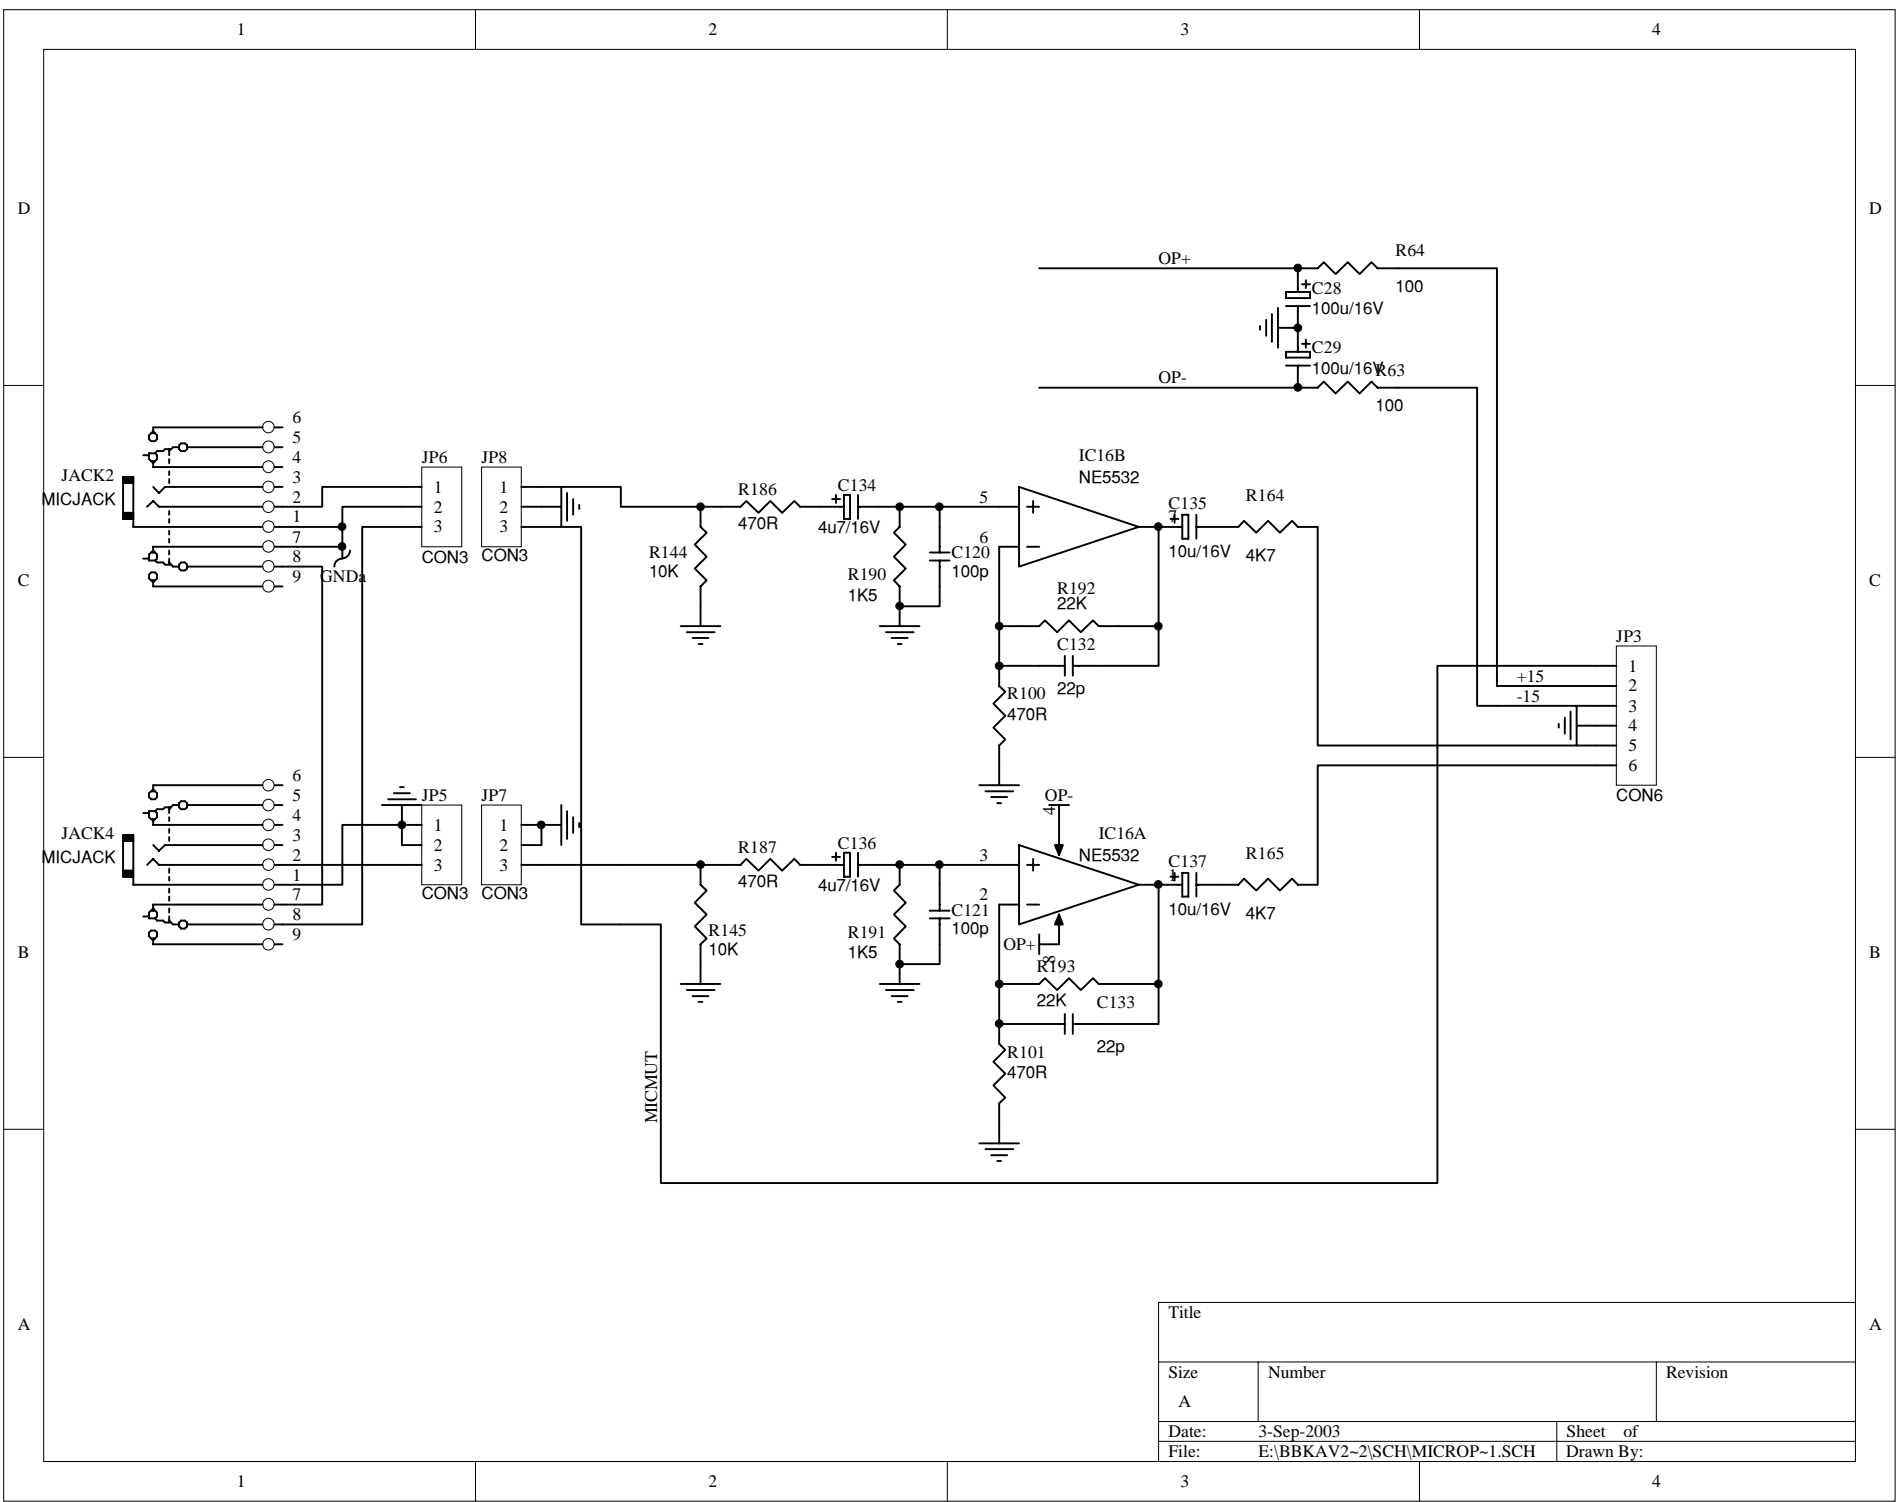 1 2 3 4
D D
OP+
R64
100
+
C28
100u/16V
+
C29
100u/16V
R63
OP-
100
JACK2
MICJACK
6
5
4
3
2
1
7
8
9
GNDa
JP6
1
2
3
CON3
JP8
1
2
3
CON3
R186
470R
R144
10K
+
C134
4u7/16V
R190
1K5
C120
100p
IC16B
NE5532
5
6
+
−
7
R192
22K
C132
22p
R100
470R
+
C135
10u/16V
R164
4K7
C C
JP3
+15
-15
1
2
3
4
5
6
CON6
JACK4
MICJACK
6
5
4
3
2
1
7
8
9
JP5
1
2
3
CON3
JP7
1
2
3
CON3
R187
470R
R145
10K
+
C136
4u7/16V
R191
1K5
C121
100p
OP-
4
IC16A
NE5532
3
2
+
−
1
OP+
8
R193
22K
C133
22p
R101
470R
+
C137
10u/16V
R165
4K7
B B
MICMUT
A A
Title
Size Number Revision
A
Date: 3-Sep-2003 Sheet of
File: E:\BBKAV2~2\SCH\MICROP~1.SCH Drawn By:
1 2 3 4